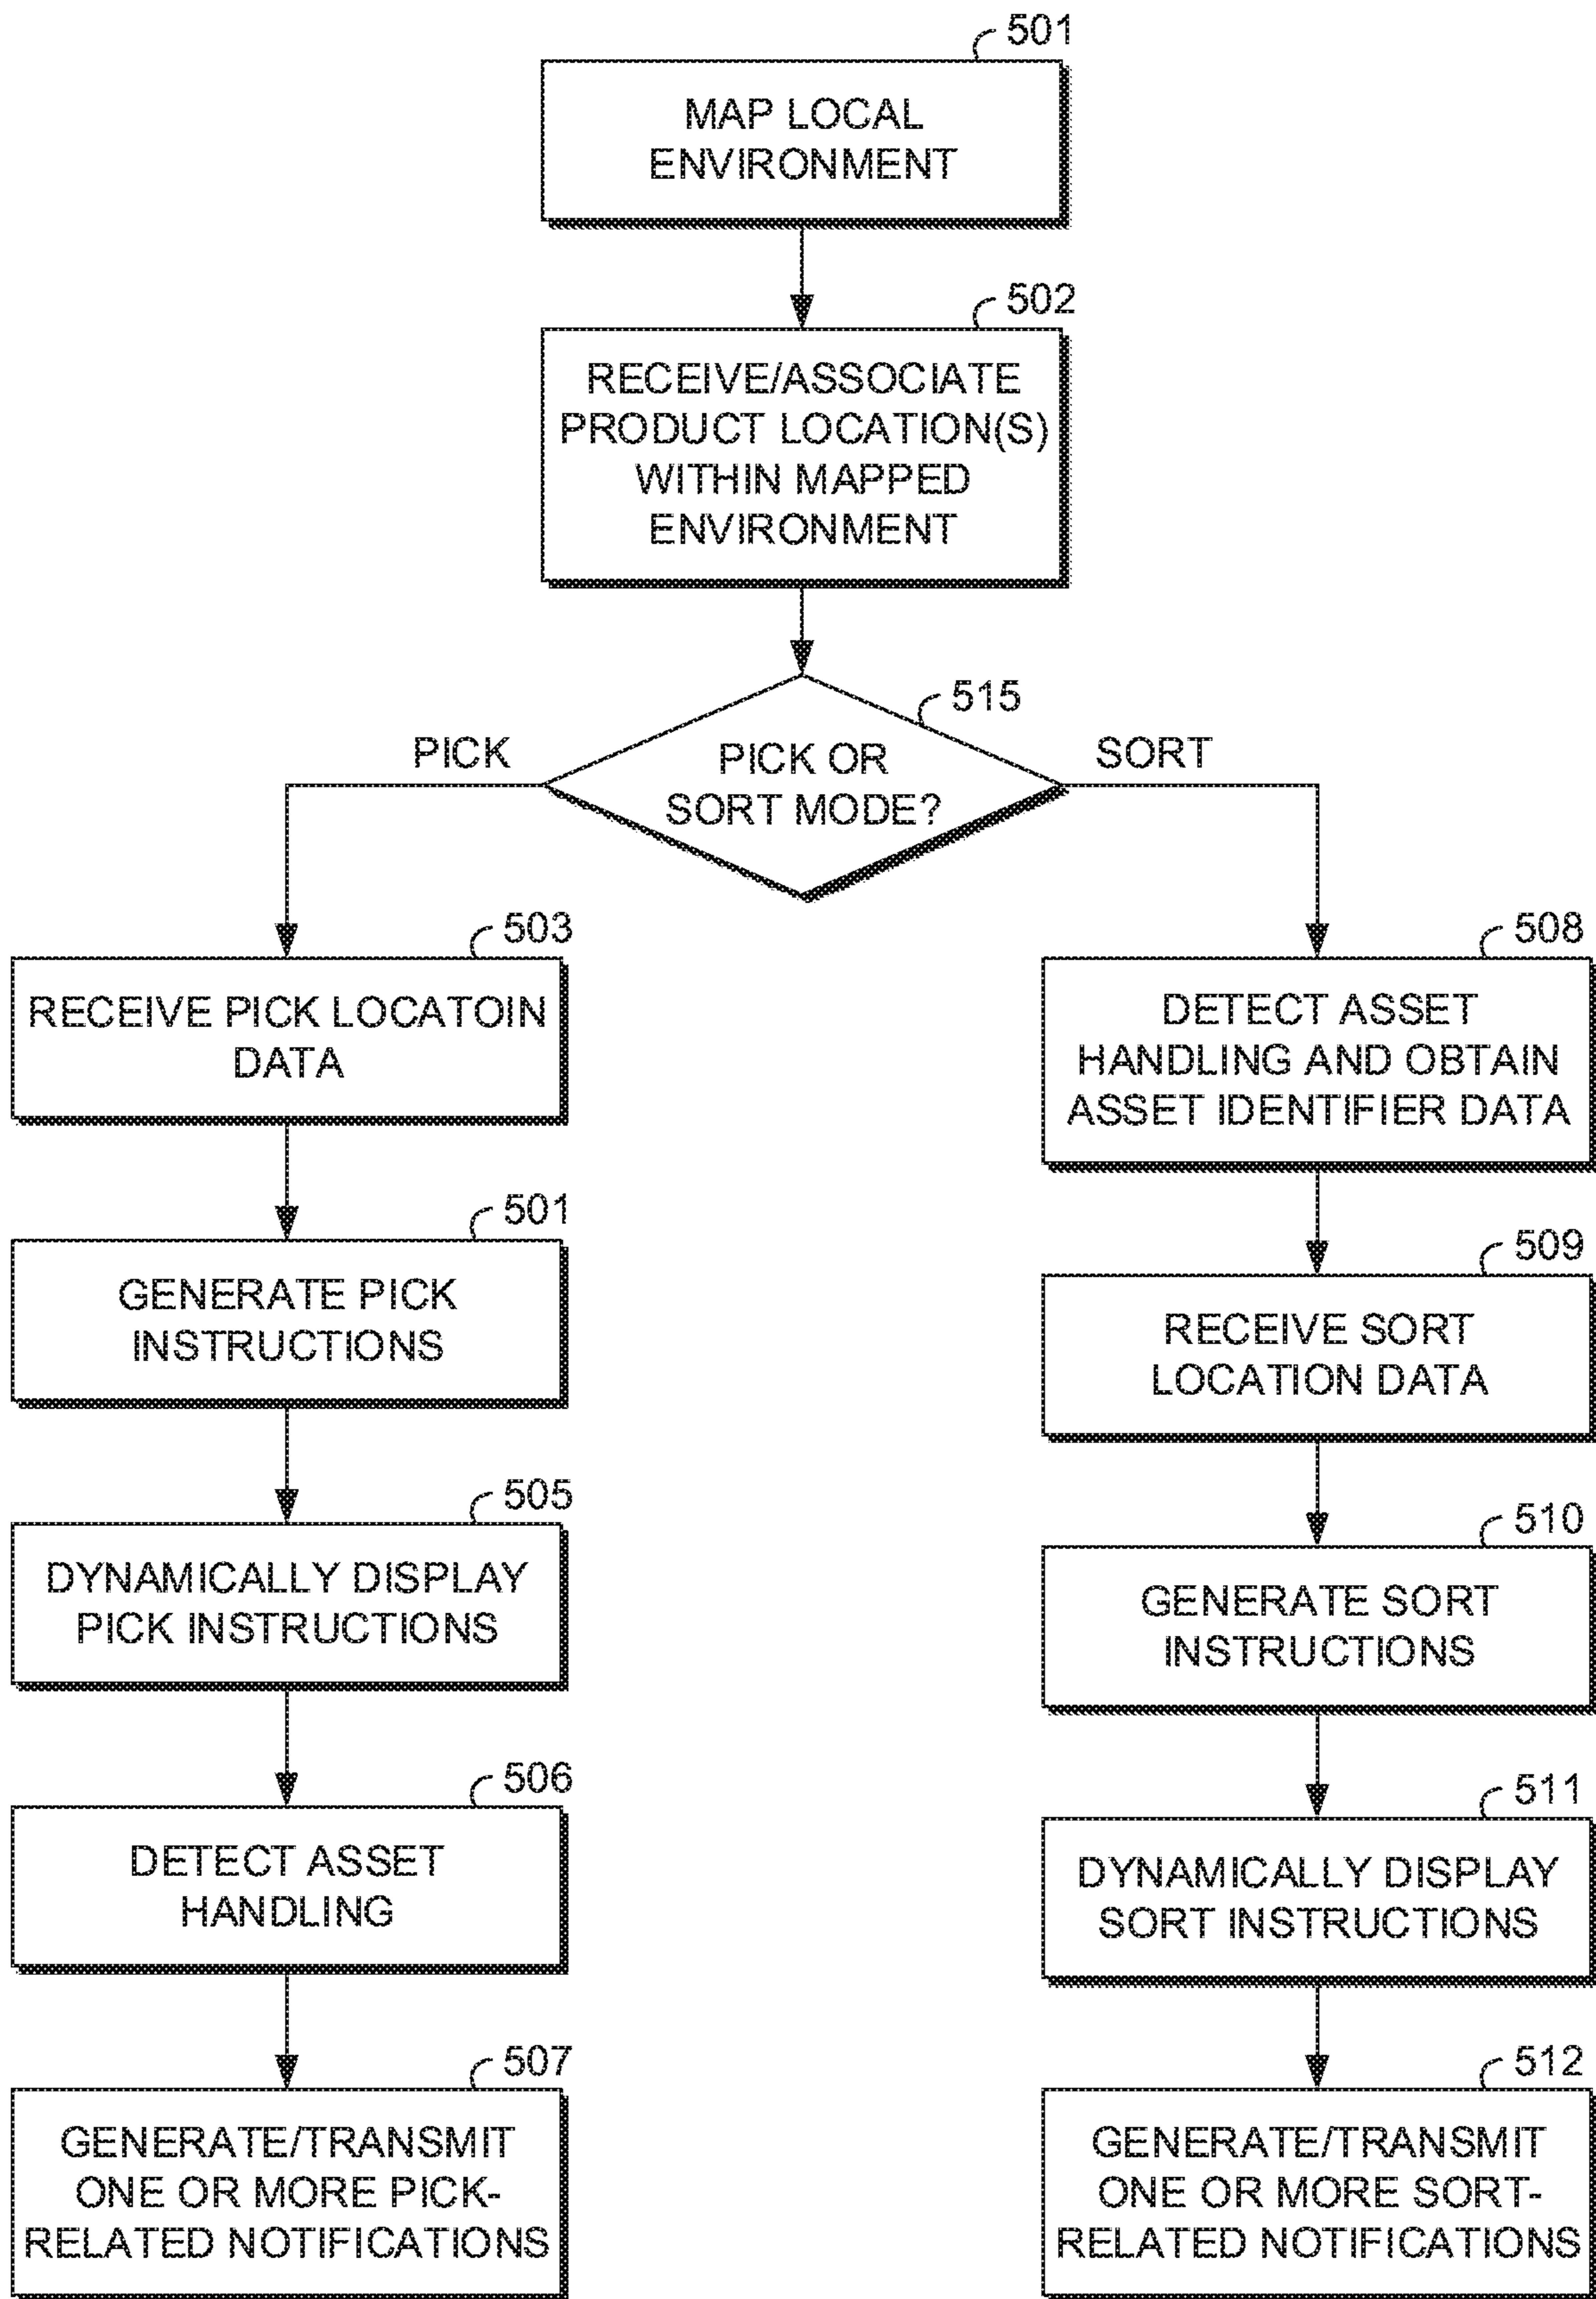 501
MAP LOCAL
ENVIRONMENT
502
RECEIVE/ASSOCIATE
PRODUCT LOCATION(S)
WITHIN MAPPED
ENVIRONMENT
515
PICK
PICK OR
SORT MODE?
SORT
503
RECEIVE PICK LOCATOIN
DATA
501
GENERATE PICK
INSTRUCTIONS
505
DYNAMICALLY DISPLAY
PICK INSTRUCTIONS
506
DETECT ASSET
HANDLING
507
GENERATE/TRANSMIT
ONE OR MORE PICK-
RELATED NOTIFICATIONS
508
DETECT ASSET
HANDLING AND OBTAIN
ASSET IDENTIFIER DATA
509
RECEIVE SORT
LOCATION DATA
510
GENERATE SORT
INSTRUCTIONS
511
DYNAMICALLY DISPLAY
SORT INSTRUCTIONS
512
GENERATE/TRANSMIT
ONE OR MORE SORT-
RELATED NOTIFICATIONS